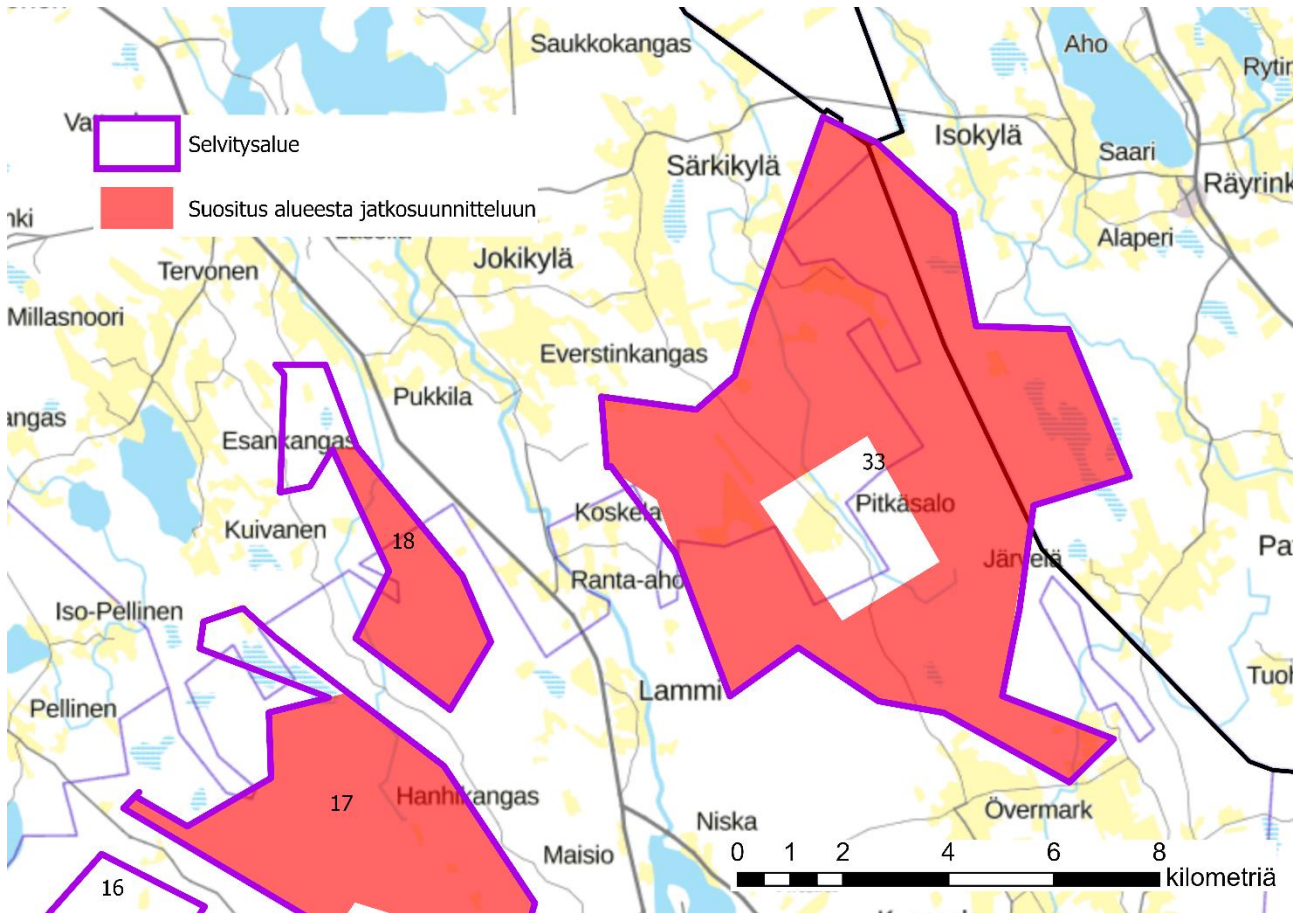 Saukkokangas
Aho
Selvitysalue
Isokylä
Saari
Särkikylä
Räyrink
Suositus alueesta jatkosuunnitteluun
Alaperi
Jokikylä
Tervonen
Millasnoori
Everstinkangas
Pukkila
angas
Esankangas
33
Pitkäsalo
Koskela
Kuivanen
18
Järvelä
Ranta-aho
Iso-Pellinen
Lammi
Pellinen
17
Hanhikangas
Övermark
Niska
Maisio
0 1 2 4 6 8
kilometriä
16